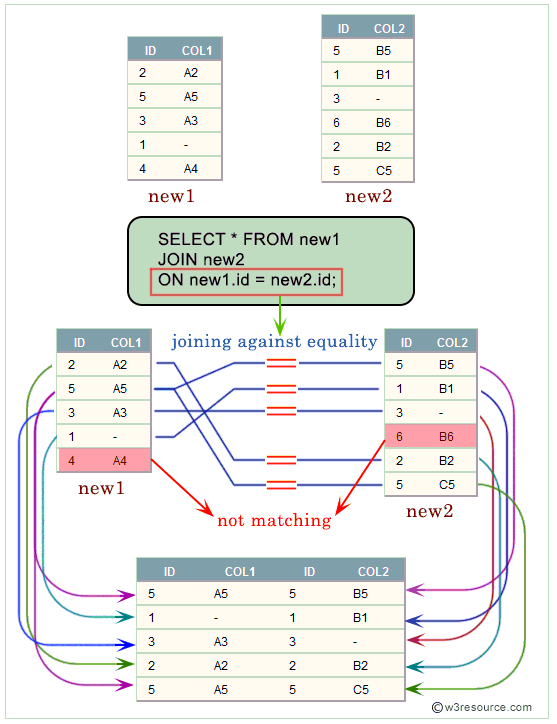 ID COL1
2 A2
5 A5
3 A3
1 -
4 A4
new1
ID COL2
5 B5
1 B1
3 -
6 B6
2 B2
5 C5
new2
SELECT * FROM new1
JOIN new2
ON new1.id = new2.id;
joining against equality
ID COL1
2 A2
5 A5
3 A3
1 -
4 A4
new1
ID COL2
5 B5
1 B1
3 -
6 B6
2 B2
5 C5
new2
not matching
ID COL1 ID COL2
5 A5 5 B5
1 - 1 B1
3 A3 3 -
2 A2 2 B2
5 A5 5 C5
©w3resource.com